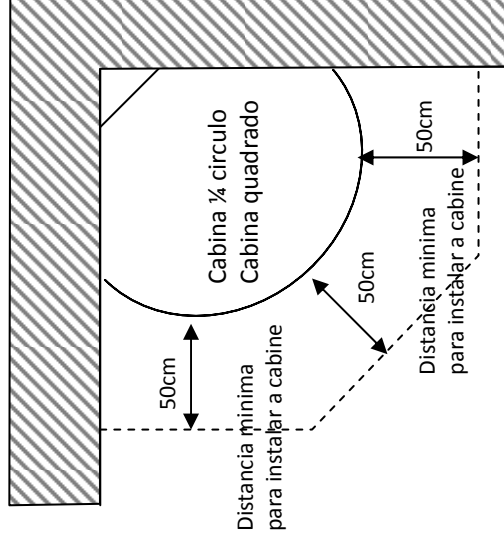 Cabina ¼ circulo
Cabina quadrado
50cm
50cm
50cm
Distancia minima
para instalar a cabine
Distancia minima
para instalar a cabine